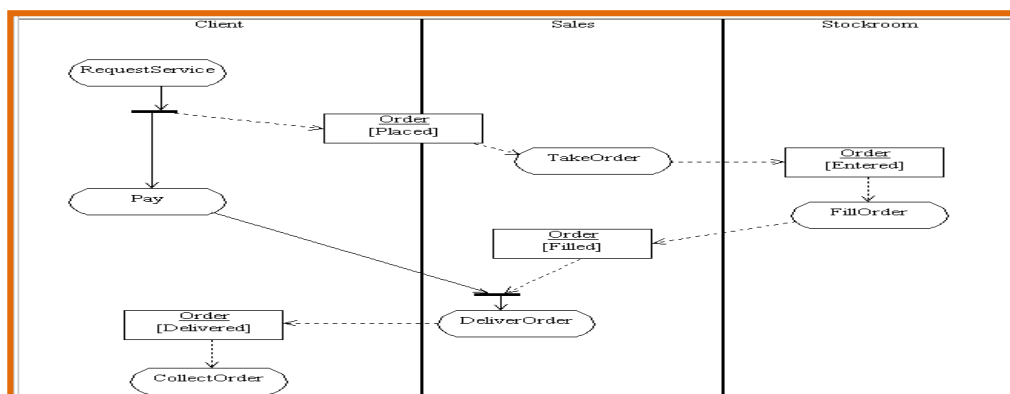 Client
Sales
Stockroom
RequestService
Order
[Placed]
TakeOrder
Order
[Entered]
Pay
FillOrder
Order
[Filled]
Order
[Delivered]
DeliverOrder
CollectOrder